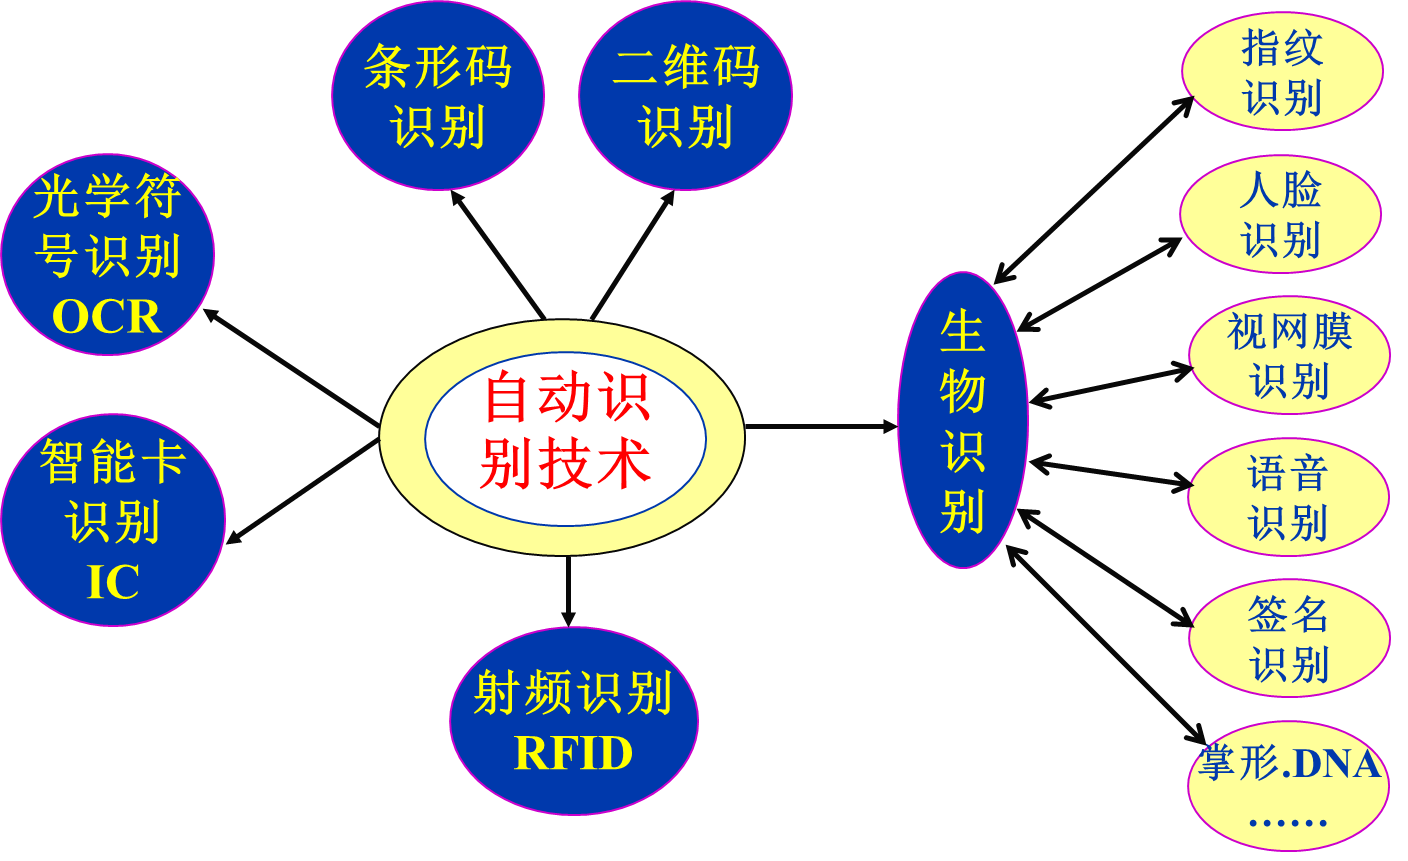 条形码
识别
二维码
识别
光学符
号识别
OCR
智能卡
识别
IC
自动识
别技术
射频识别
RFID
生
物
识
别
指纹
识别
人脸
识别
视网膜
识别
语音
识别
签名
识别
掌形.DNA
……